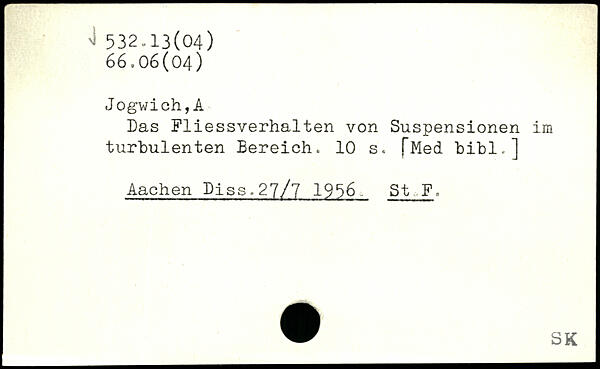 532.13(04)
66.06(04)
Jogwich,A
Das Fliessverhalten von Suspensionen im
turbulenten Bereich. 10 s. [Med bibl.]
Aachen Diss.27/7 1956. St.F.
SK